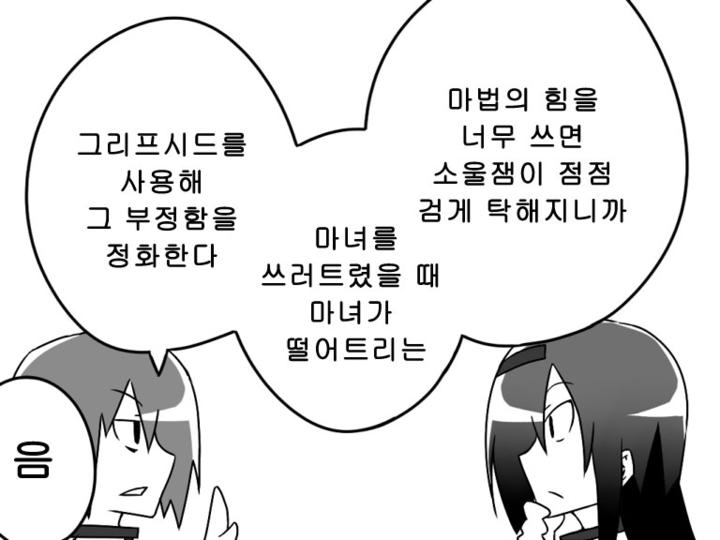 마법의 힘을
너무 쓰면
소울잼이 점점
검게 탁해지니까
마녀를
쓰러트렸을 때
마녀가
떨어트리는
그리프시드를
사용해
그 부정함을
정화한다
음